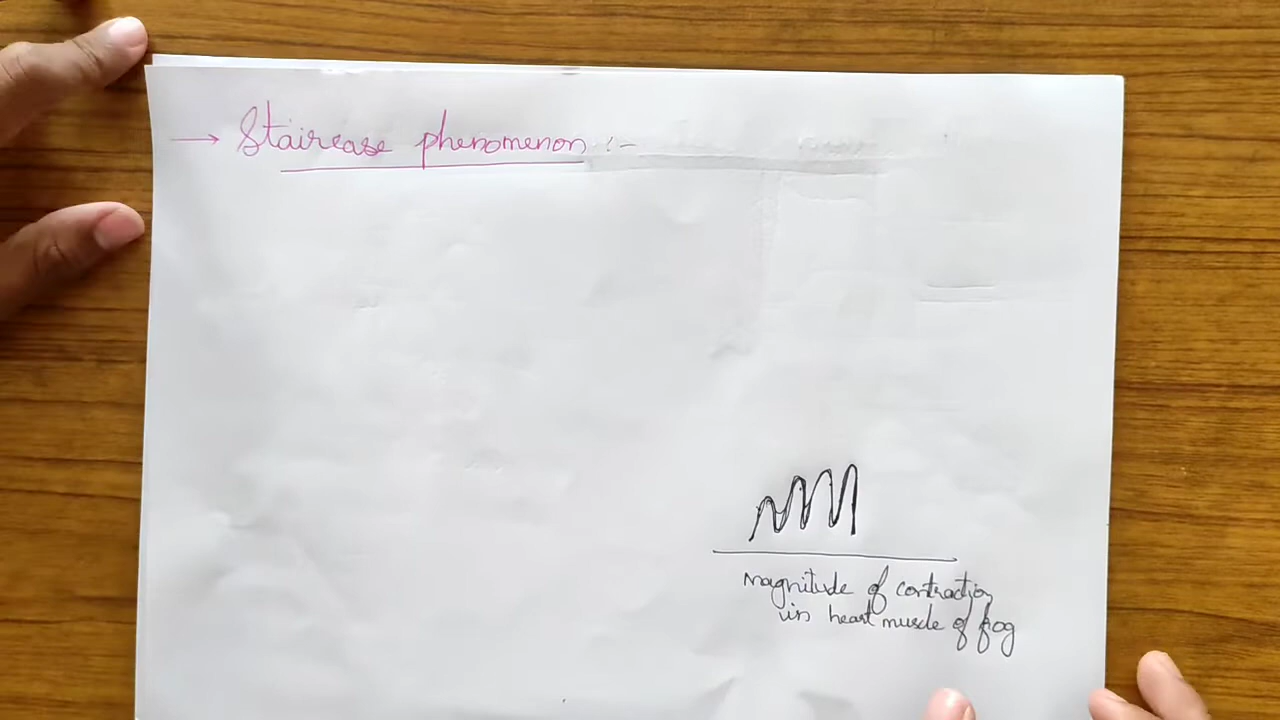 → Staircase phenomenon :-
magnitude of contraction
in heart muscle of frog